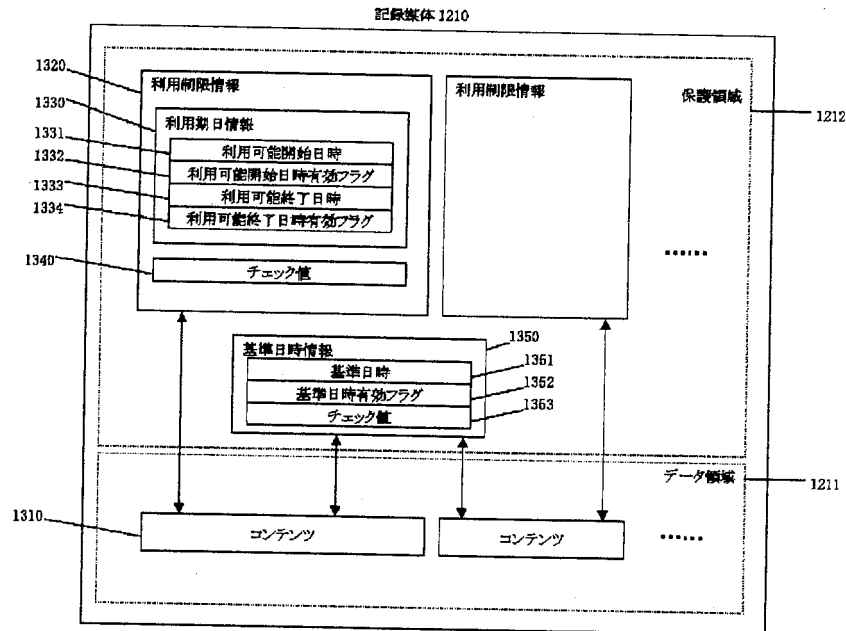 記録媒体 1210
1320
利用制限情報
利用制限情報
保護領域
1212
1330
利用期日情報
1331
利用可能開始日時
1332
利用可能開始日時有効フラグ
1333
利用可能終了日時
1334
利用可能終了日時有効フラグ
1340
チェック値
......
基準日時情報
1350
基準日時
1351
基準日時有効フラグ
1352
チェック値
1353
データ領域
1211
1310
コンテンツ
コンテンツ
......